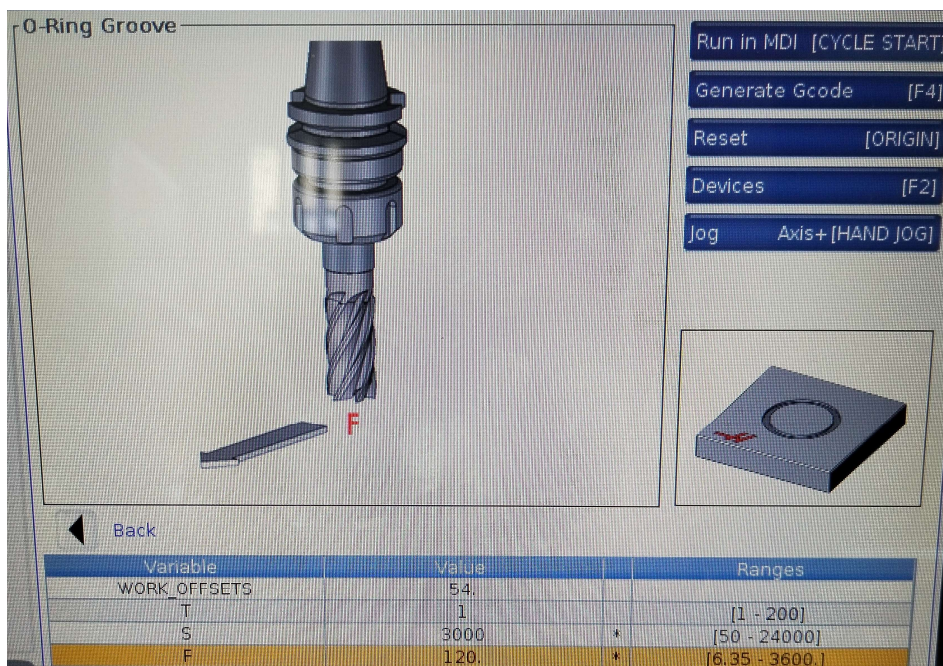 O-Ring Groove
Run in MDI [CYCLE START]
Generate Gcode [F4]
Reset [ORIGIN]
Devices [F2]
Jog Axis+[HAND JOG]
F
Back
Variable Value Ranges
WORK_OFFSETS 54.
T 1 [1 - 200]
S 3000 * [50 - 24000]
F 120. * [6.35 - 3600.]